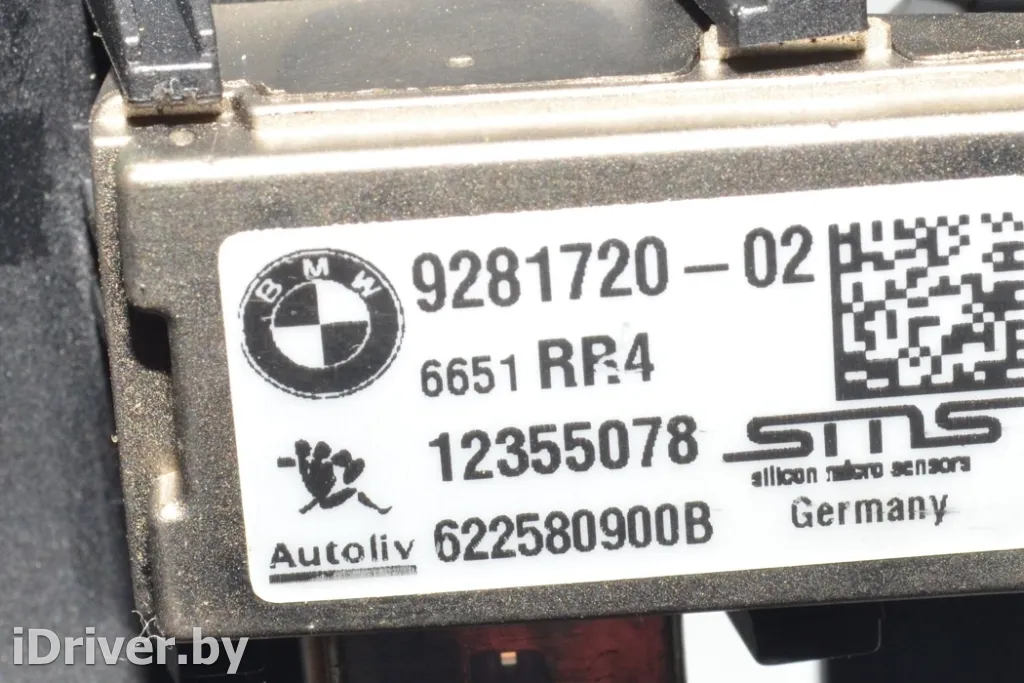 BMW
9281720-02
6651 RR4
12355078
sms
silicon micro sensors
Autoliv 622580900B
Germany
iDriver.by